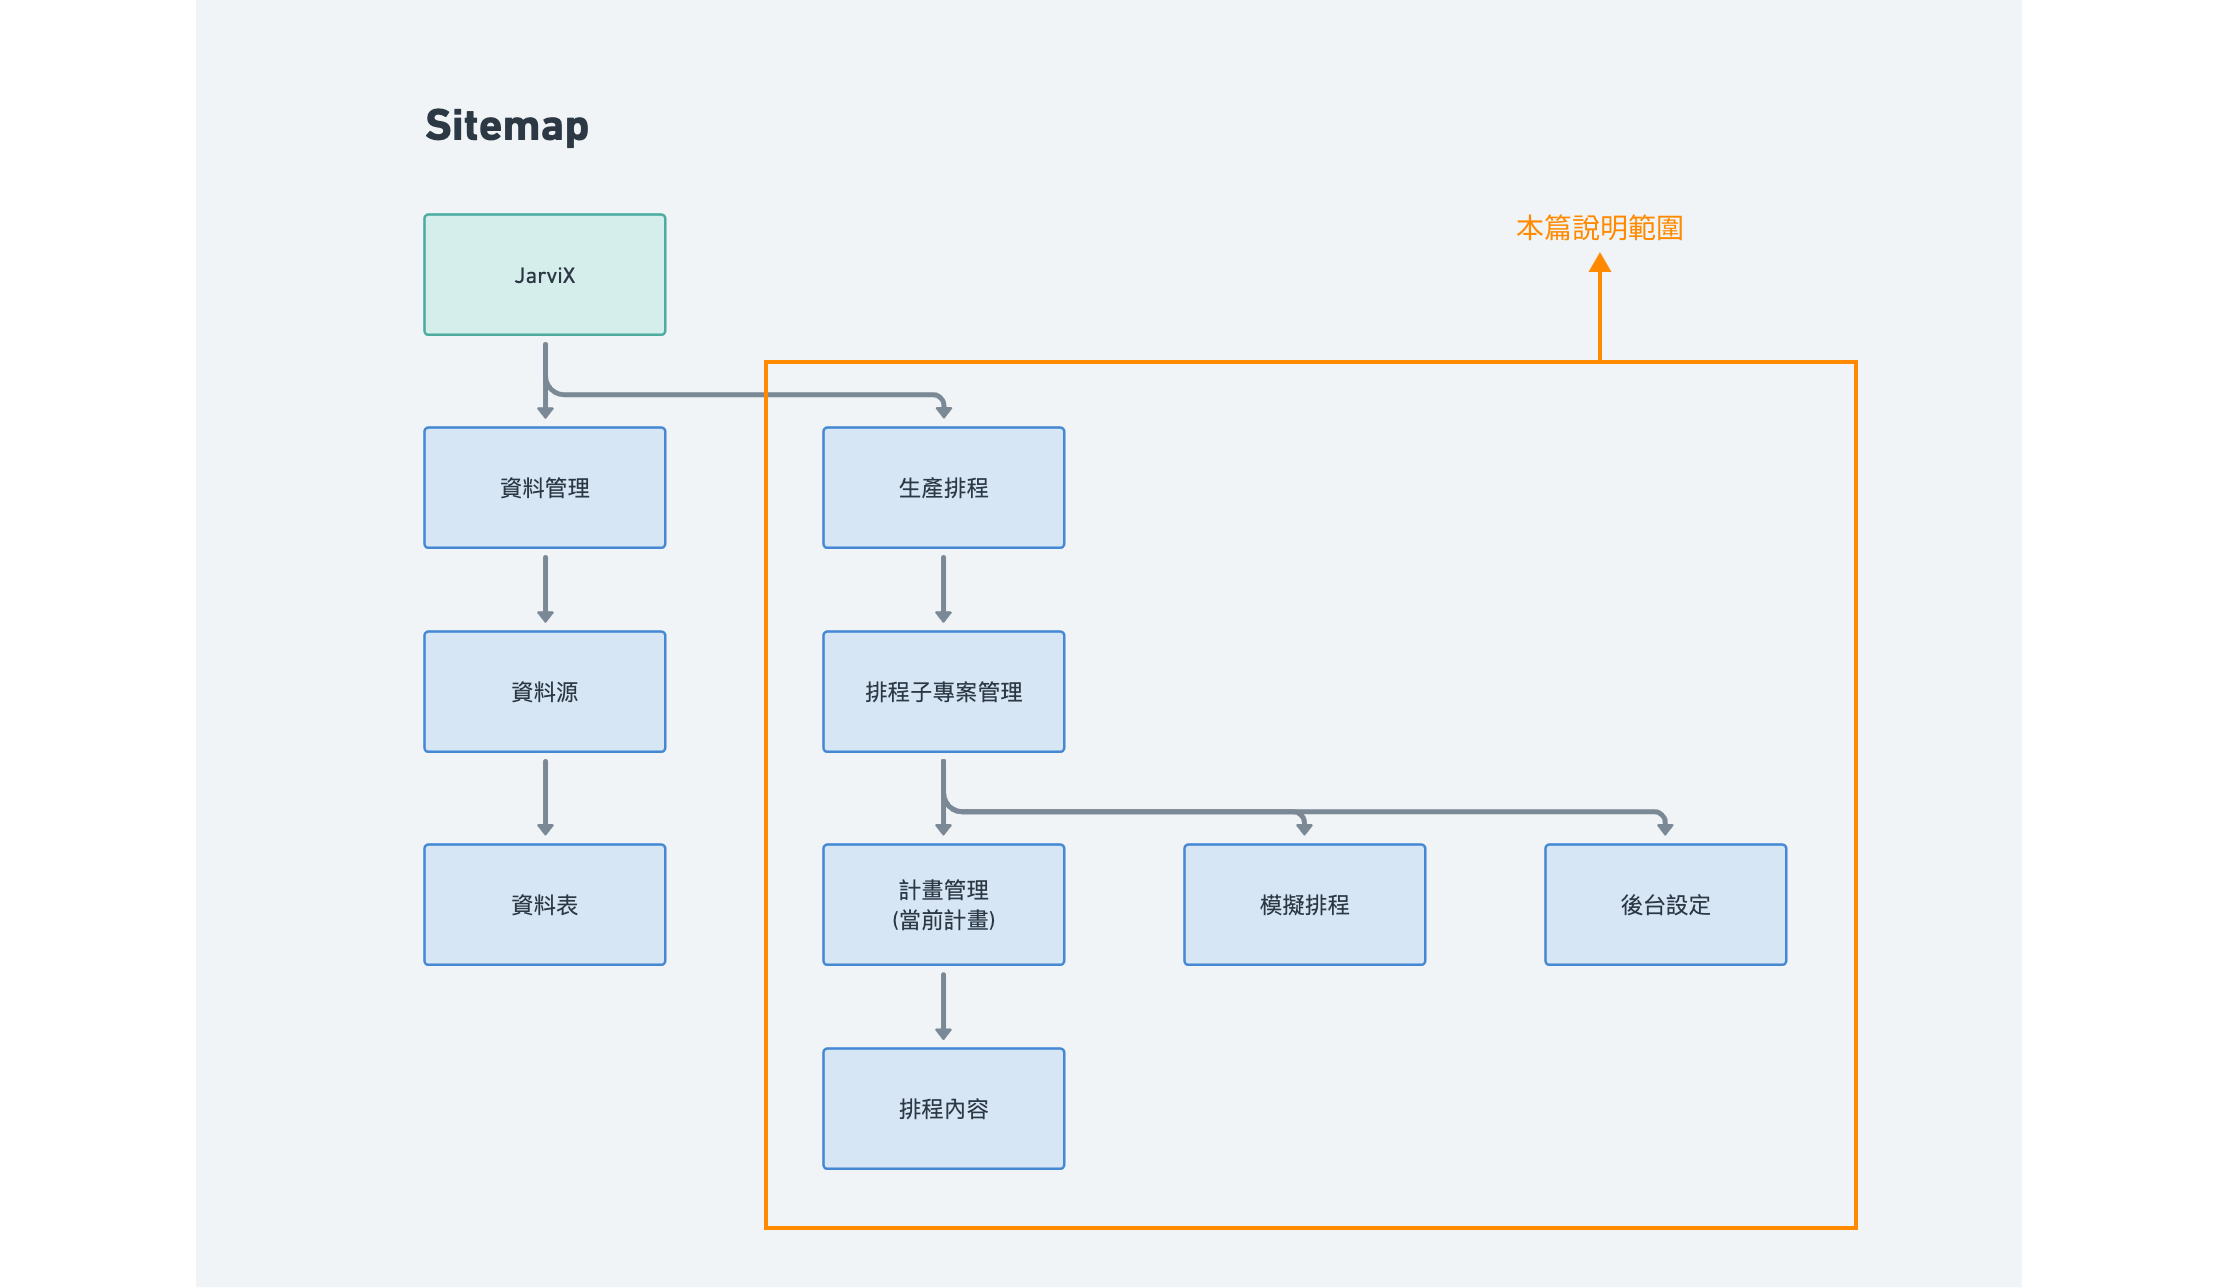 Sitemap
本篇說明範圍
JarviX
資料管理
生產排程
資料源
排程子專案管理
資料表
計畫管理
(當前計畫)
模擬排程
後台設定
排程內容